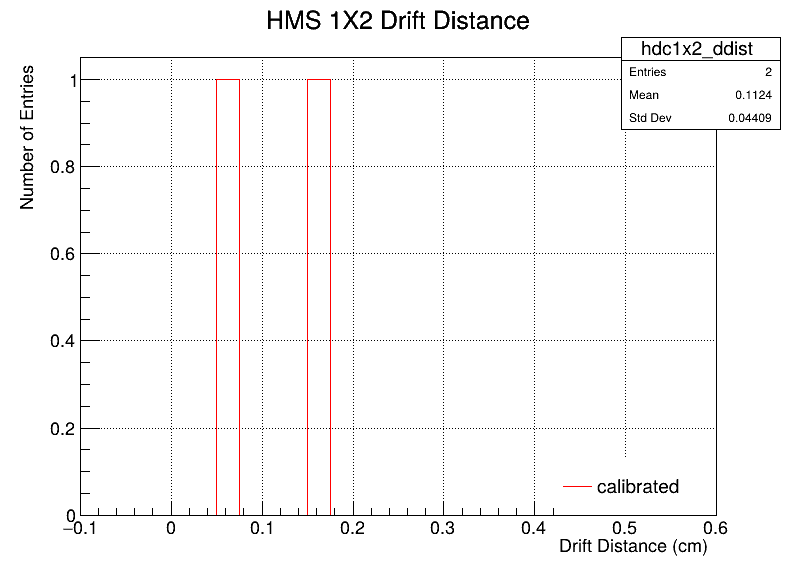 HMS 1X2 Drift Distance
hdc1x2_ddist
Entries 2
Mean 0.1124
Std Dev 0.04409
Number of Entries
1
0.8
0.6
0.4
0.2
0
−0.1 0 0.1 0.2 0.3 0.4 0.5 0.6
calibrated
Drift Distance (cm)